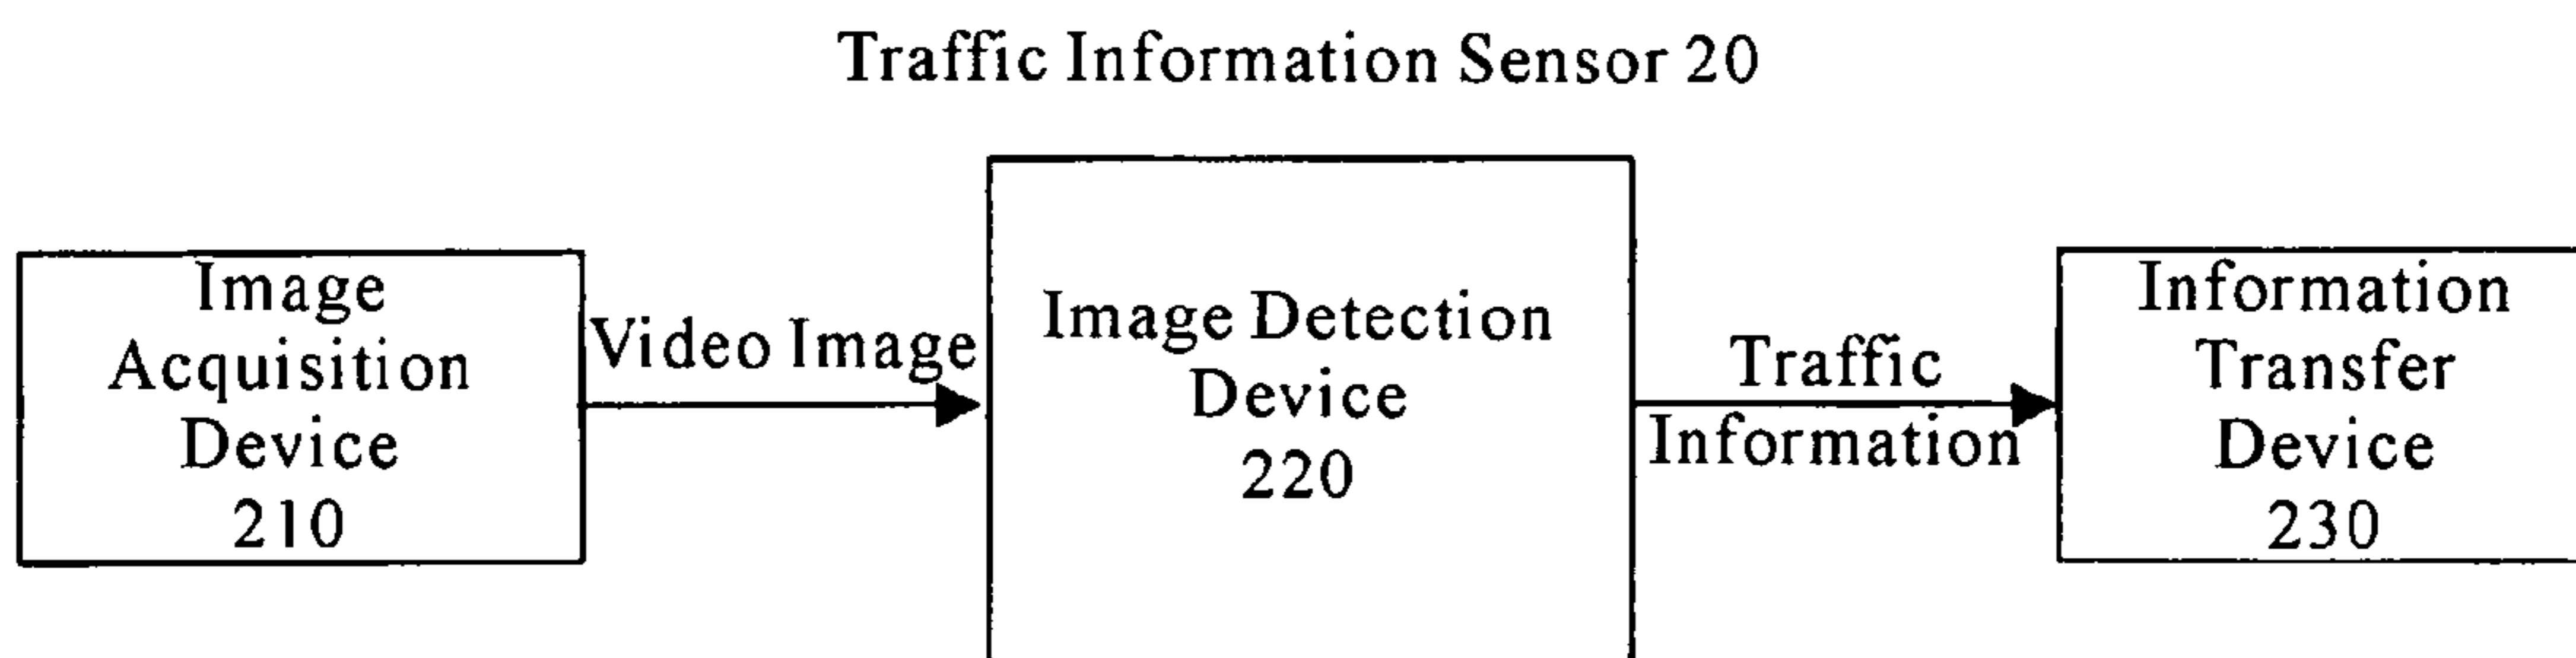 Traffic Information Sensor 20
Image
Acquisition
Device
210
Video Image
Image Detection
Device
220
Traffic
Information
Information
Transfer
Device
230